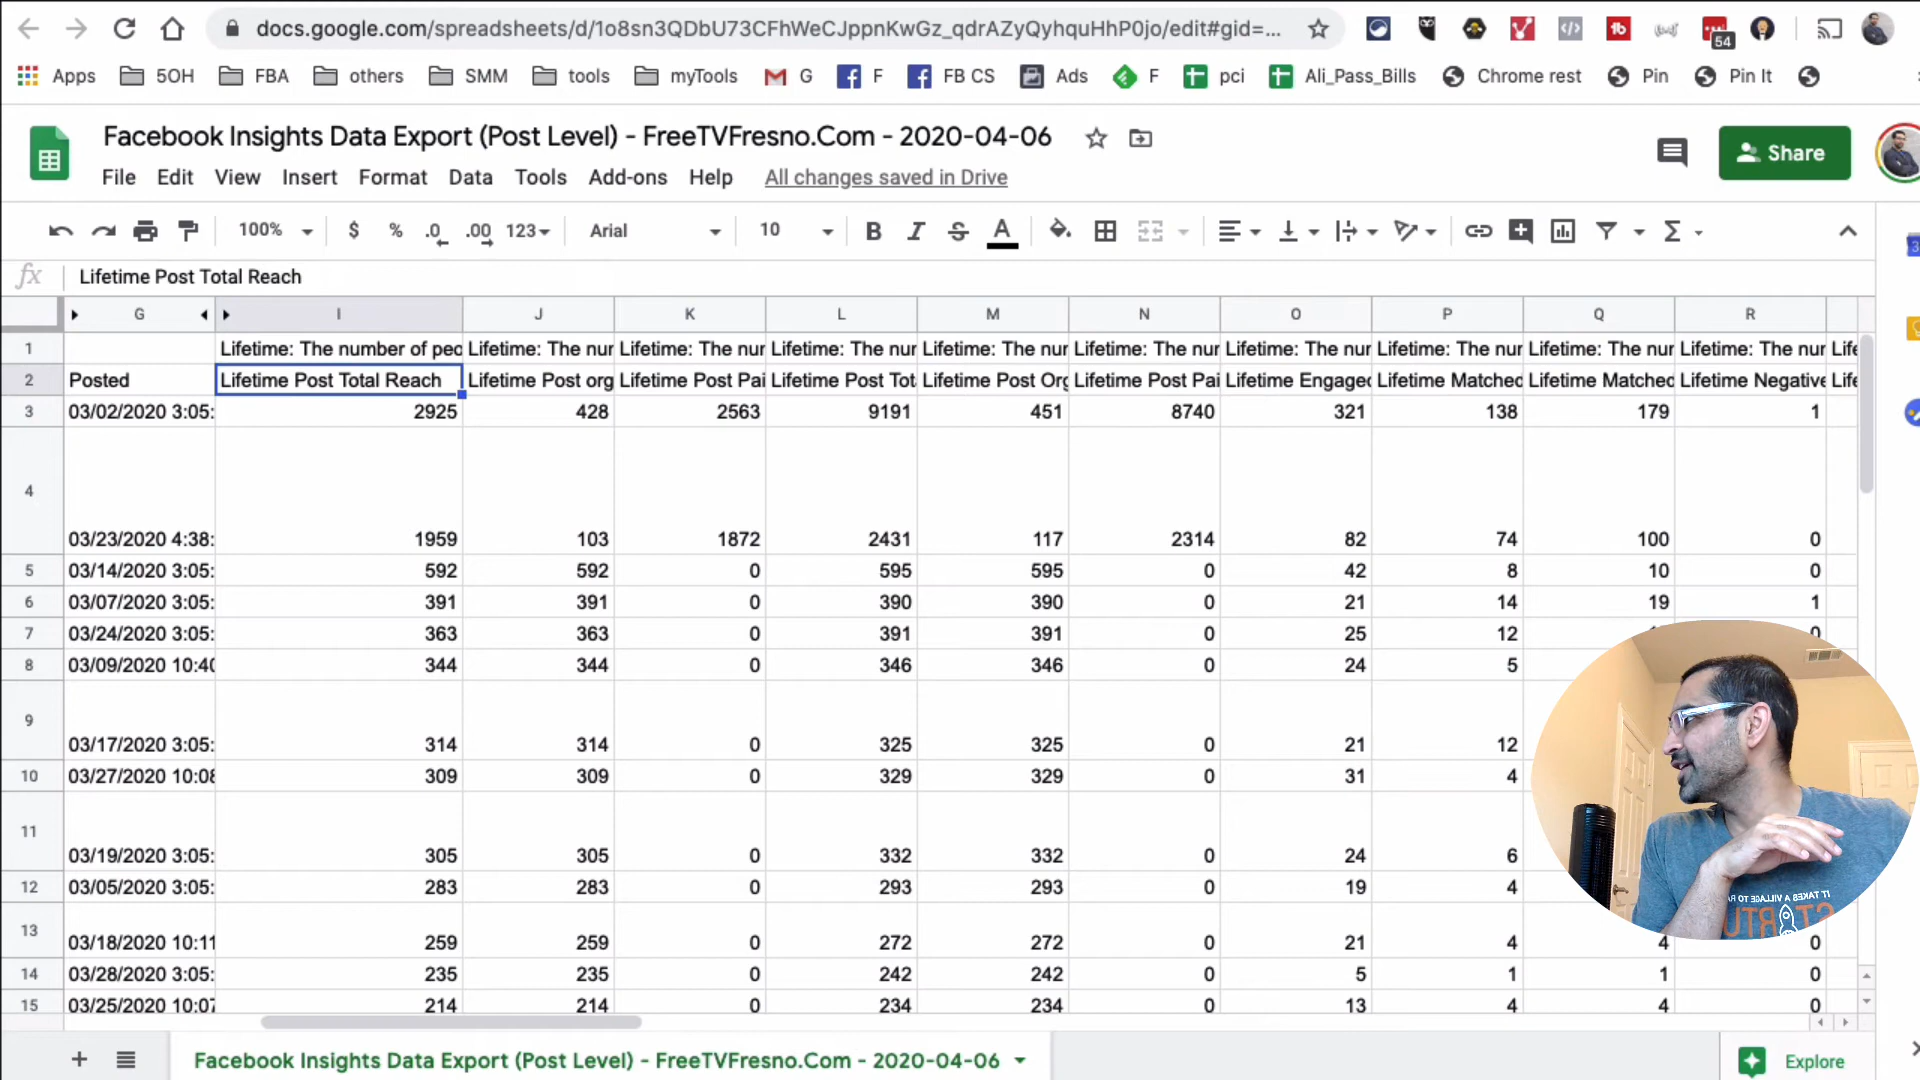 docs.google.com/spreadsheets/d/1o8sn3QDbU73CFhWeCJppnKwGz_qdrAZyQyhquHhP0jo/edit#gid=...
54
Apps 5OH FBA others SMM tools myTools G F FB CS Ads F pci Ali_Pass_Bills Chrome rest Pin Pin It
Facebook Insights Data Export (Post Level) - FreeTVFresno.Com - 2020-04-06
Share
File Edit View Insert Format Data Tools Add-ons Help All changes saved in Drive
100% $ % .0 .00 123 Arial 10 B I S A
fx Lifetime Post Total Reach
G I J K L M N O P Q R
1 Lifetime: The number of peo Lifetime: The nur Lifetime: The nur Lifetime: The nur Lifetime: The nur Lifetime: The nur Lifetime: The nur Lifetime: The nur Lifetime: The nur Lifetime: The nur Life
2 Posted Lifetime Post Total Reach Lifetime Post org Lifetime Post Pai Lifetime Post Tot Lifetime Post Org Lifetime Post Pai Lifetime Engaged Lifetime Matched Lifetime Matched Lifetime Negative Life
3 03/02/2020 3:05: 2925 428 2563 9191 451 8740 321 138 179 1
4 03/23/2020 4:38: 1959 103 1872 2431 117 2314 82 74 100 0
5 03/14/2020 3:05: 592 592 0 595 595 0 42 8 10 0
6 03/07/2020 3:05: 391 391 0 390 390 0 21 14 19 1
7 03/24/2020 3:05: 363 363 0 391 391 0 25 12 0
8 03/09/2020 10:40 344 344 0 346 346 0 24 5
9 03/17/2020 3:05: 314 314 0 325 325 0 21 12
10 03/27/2020 10:08 309 309 0 329 329 0 31 4
11 03/19/2020 3:05: 305 305 0 332 332 0 24 6
12 03/05/2020 3:05: 283 283 0 293 293 0 19 4
13 03/18/2020 10:11 259 259 0 272 272 0 21 4 4 0
14 03/28/2020 3:05: 235 235 0 242 242 0 5 1 1 0
15 03/25/2020 10:07 214 214 0 234 234 0 13 4 4 0
IT TAKES A VILLAGE TO RA
STARTU
Facebook Insights Data Export (Post Level) - FreeTVFresno.Com - 2020-04-06
Explore